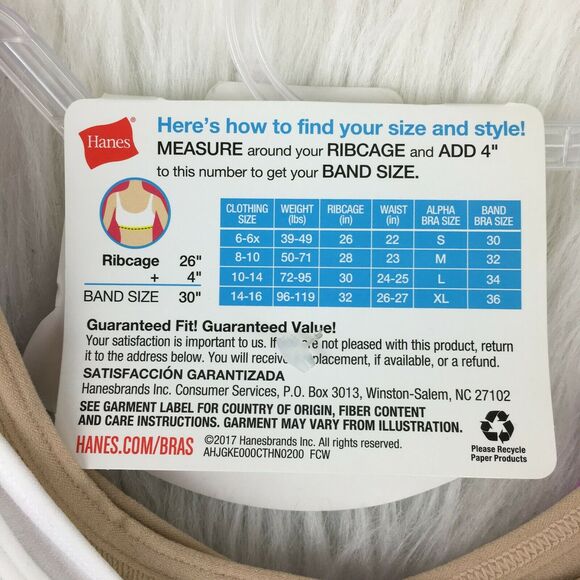 Hanes
Here's how to find your size and style!
MEASURE around your RIBCAGE and ADD 4"
to this number to get your BAND SIZE.
Ribcage 26"
+ 4"
BAND SIZE 30"
CLOTHING SIZE WEIGHT (lbs) RIBCAGE (in) WAIST (in) ALPHA BRA SIZE BAND BRA SIZE
6-6x 39-49 26 22 S 30
8-10 50-71 28 23 M 32
10-14 72-95 30 24-25 L 34
14-16 96-119 32 26-27 XL 36
Guaranteed Fit! Guaranteed Value!
Your satisfaction is important to us. If not pleased with this product, return
it to the address below. You will receive placement, if available, or a refund.
SATISFACCIÓN GARANTIZADA
Hanesbrands Inc. Consumer Services, P.O. Box 3013, Winston-Salem, NC 27102
SEE GARMENT LABEL FOR COUNTRY OF ORIGIN, FIBER CONTENT
AND CARE INSTRUCTIONS. GARMENT MAY VARY FROM ILLUSTRATION.
HANES.COM/BRAS
©2017 Hanesbrands Inc. All rights reserved.
AHJGKE000CTHN0200 FCW
Please Recycle
Paper Products